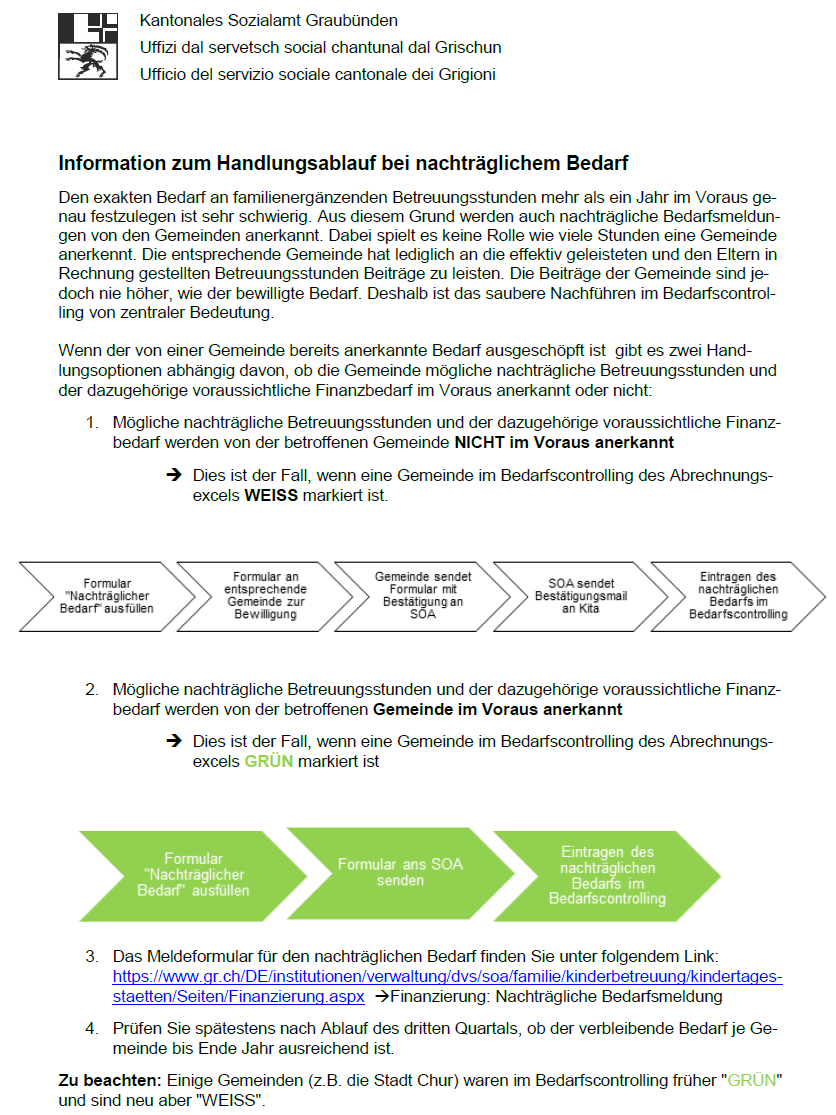 Kantonales Sozialamt Graubünden
Uffizi dal servetsch social chantunal dal Grischun
Ufficio del servizio sociale cantonale dei Grigioni
Information zum Handlungsablauf bei nachträglichem Bedarf
Den exakten Bedarf an familienergänzenden Betreuungsstunden mehr als ein Jahr im Voraus ge-
nau festzulegen ist sehr schwierig. Aus diesem Grund werden auch nachträgliche Bedarfsmeldun-
gen von den Gemeinden anerkannt. Dabei spielt es keine Rolle wie viele Stunden eine Gemeinde
anerkennt. Die entsprechende Gemeinde hat lediglich an die effektiv geleisteten und den Eltern in
Rechnung gestellten Betreuungsstunden Beiträge zu leisten. Die Beiträge der Gemeinde sind je-
doch nie höher, wie der bewilligte Bedarf. Deshalb ist das saubere Nachführen im Bedarfscontrol-
ling von zentraler Bedeutung.
Wenn der von einer Gemeinde bereits anerkannte Bedarf ausgeschöpft ist  gibt es zwei Hand-
lungsoptionen abhängig davon, ob die Gemeinde mögliche nachträgliche Betreuungsstunden und
der dazugehörige voraussichtliche Finanzbedarf im Voraus anerkannt oder nicht:
1. Mögliche nachträgliche Betreuungsstunden und der dazugehörige voraussichtliche Finanz-
bedarf werden von der betroffenen Gemeinde NICHT im Voraus anerkannt
➔ Dies ist der Fall, wenn eine Gemeinde im Bedarfscontrolling des Abrechnungs-
excels WEISS markiert ist.
Formular
"Nachträglicher
Bedarf" ausfüllen
Formular an
entsprechende
Gemeinde zur
Bewilligung
Gemeinde sendet
Formular mit
Bestätigung an
SOA
SOA sendet
Bestätigungsmail
an Kita
Eintragen des
nachträglichen
Bedarfs im
Bedarfscontrolling
2. Mögliche nachträgliche Betreuungsstunden und der dazugehörige voraussichtliche Finanz-
bedarf werden von der betroffenen Gemeinde im Voraus anerkannt
➔ Dies ist der Fall, wenn eine Gemeinde im Bedarfscontrolling des Abrechnungs-
excels GRÜN markiert ist
Formular
"Nachträglicher
Bedarf" ausfüllen
Formular ans SOA
senden
Eintragen des
nachträglichen
Bedarfs im
Bedarfscontrolling
3. Das Meldeformular für den nachträglichen Bedarf finden Sie unter folgendem Link:
https://www.gr.ch/DE/institutionen/verwaltung/dvs/soa/familie/kinderbetreuung/kindertages-
staetten/Seiten/Finanzierung.aspx ➔Finanzierung: Nachträgliche Bedarfsmeldung
4. Prüfen Sie spätestens nach Ablauf des dritten Quartals, ob der verbleibende Bedarf je Ge-
meinde bis Ende Jahr ausreichend ist.
Zu beachten: Einige Gemeinden (z.B. die Stadt Chur) waren im Bedarfscontrolling früher "GRÜN"
und sind neu aber "WEISS".